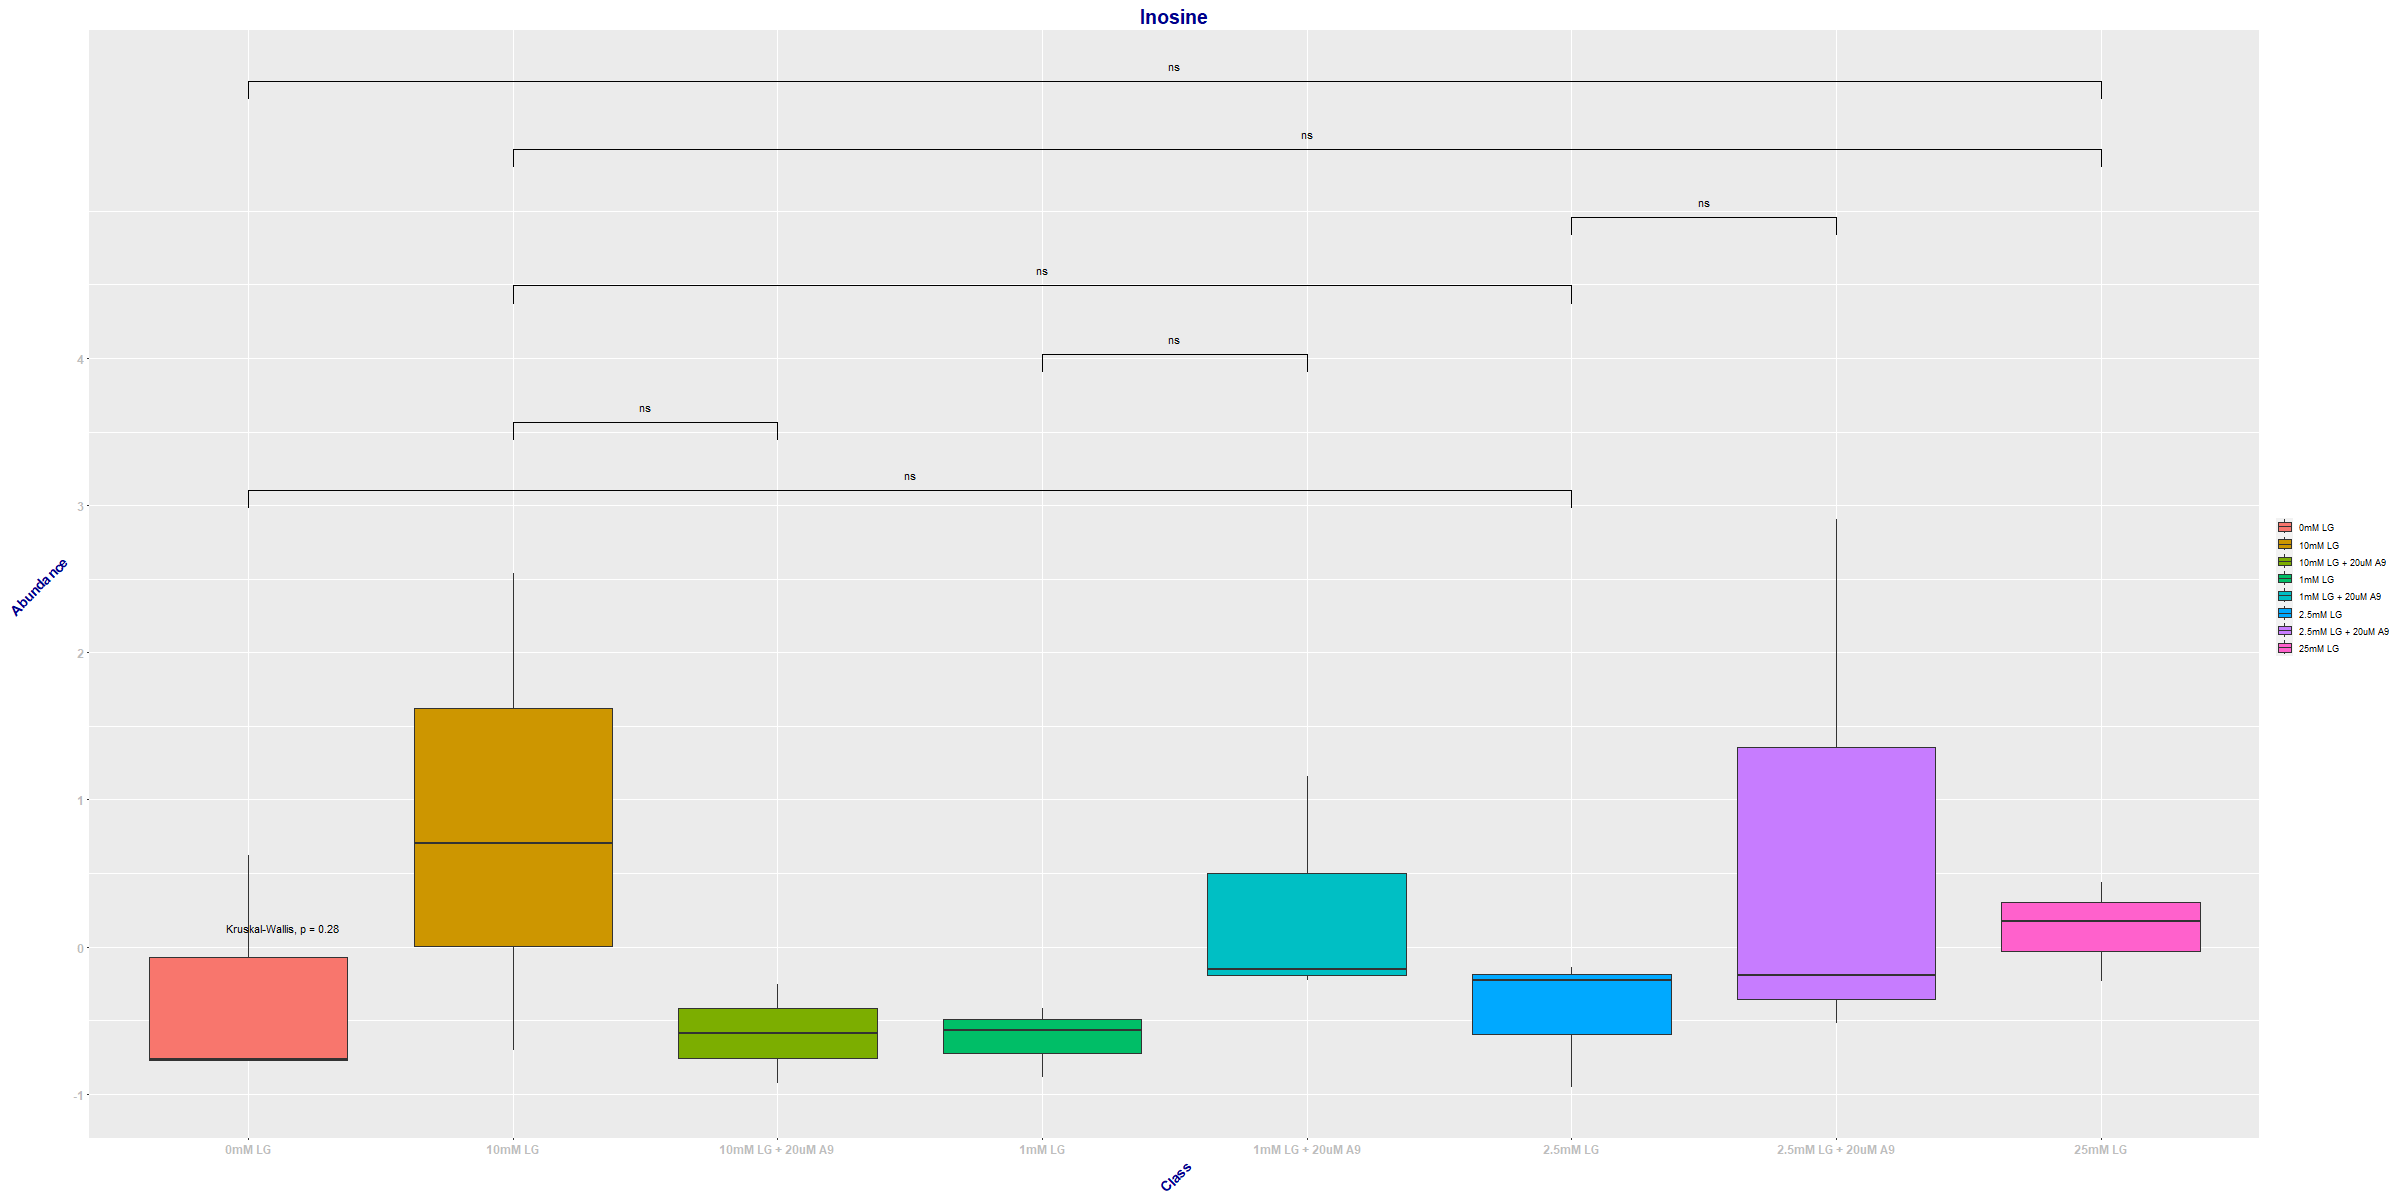 Inosine
ns
ns
ns
ns
ns
ns
ns
4
3
2
1
0
-1
Abundance
Kruskal-Wallis, p = 0.28
0mM LG
10mM LG
10mM LG + 20uM A9
1mM LG
1mM LG + 20uM A9
2.5mM LG
2.5mM LG + 20uM A9
25mM LG
Class
0mM LG
10mM LG
10mM LG + 20uM A9
1mM LG
1mM LG + 20uM A9
2.5mM LG
2.5mM LG + 20uM A9
25mM LG